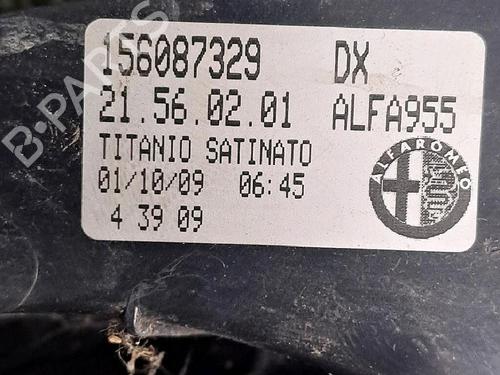 156087329 DX
21.56.02.01 ALFA955
TITANIO SATINATO
01/10/09 06:45
4 39 09
ALFA ROMEO
B-PARTS